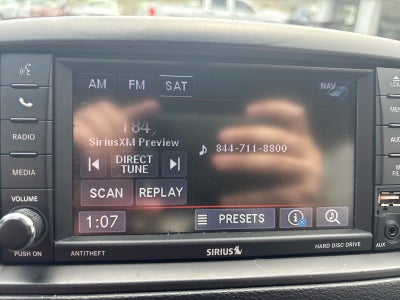 AM FM SAT NAV
184,
SiriusXM Preview
844-711-8800
DIRECT
TUNE
SCAN REPLAY
1:07 PRESETS
RADIO
MEDIA
VOLUME
PUSH ON
ANTITHEFT SIRIUS HARD DISC DRIVE
AUX